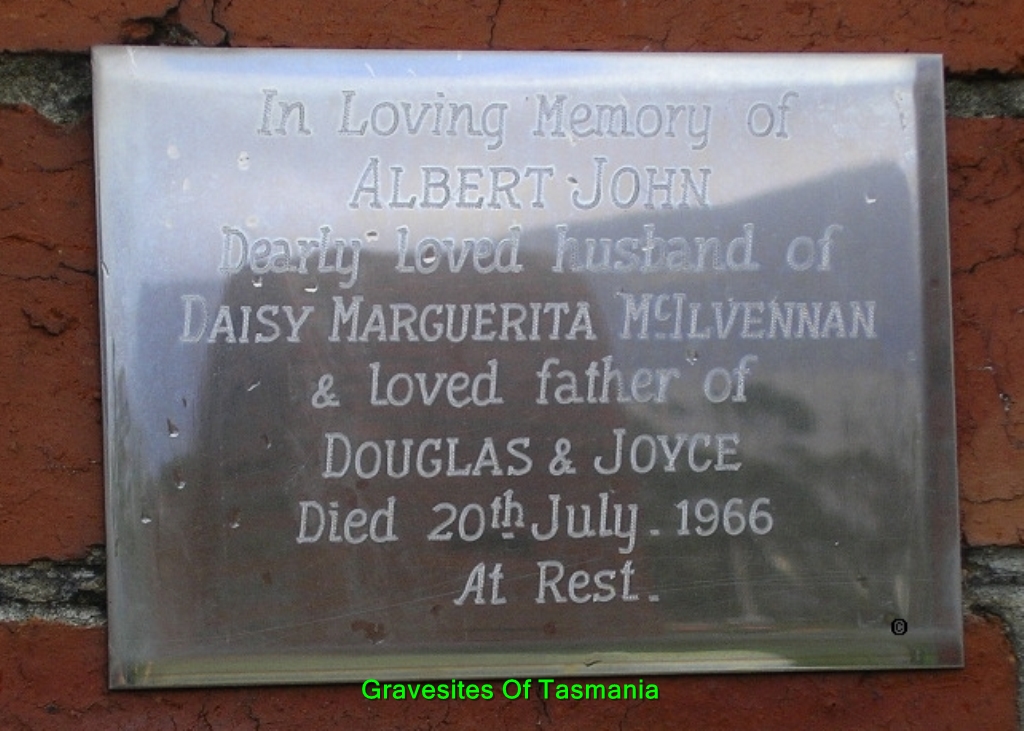 In Loving Memory of
ALBERT JOHN
Dearly loved husband of
DAISY MARGUERITA McILVENNAN
& loved father of
DOUGLAS & JOYCE
Died 20th July. 1966
At Rest.
©
Gravesites Of Tasmania